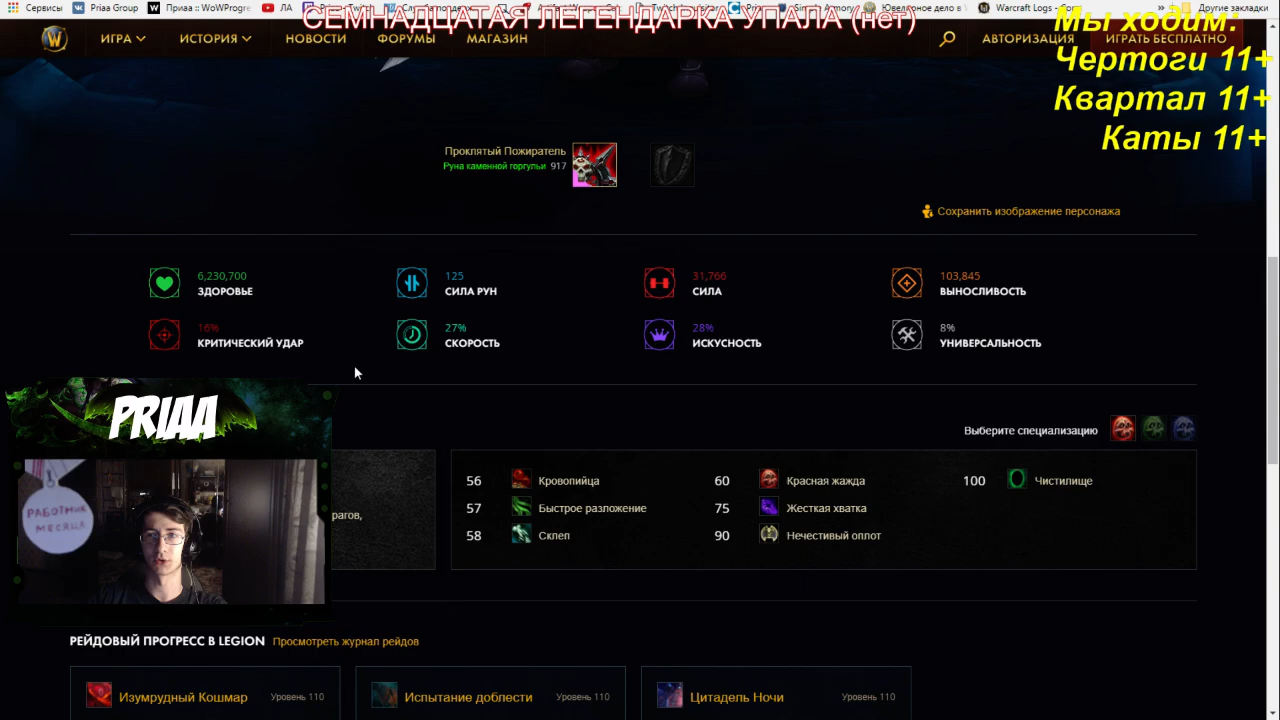 Сервисы
Priaa Group
Приаа :: WoWProgre
ЛА
Ювелирное дело в
Warcraft Logs
Другие закладки
СЕМНАДЦАТАЯ ЛЕГЕНДАРКА УПАЛА (нет)
Мы ходим:
Чертоги 11+
Квартал 11+
Каты 11+
ИГРА
ИСТОРИЯ
НОВОСТИ
ФОРУМЫ
МАГАЗИН
АВТОРИЗАЦИЯ
ИГРАТЬ БЕСПЛАТНО
Проклятый Пожиратель
Руна каменной горгульи 917
Сохранить изображение персонажа
6,230,700
ЗДОРОВЬЕ
125
СИЛА РУН
31,766
СИЛА
103,845
ВЫНОСЛИВОСТЬ
16%
КРИТИЧЕСКИЙ УДАР
27%
СКОРОСТЬ
28%
ИСКУСНОСТЬ
8%
УНИВЕРСАЛЬНОСТЬ
PRIAA
РАБОТНИК
МЕСЯЦА
Выберите специализацию
рагов,
56 Кровопийца
60 Красная жажда
100 Чистилище
57 Быстрое разложение
75 Жесткая хватка
58 Склеп
90 Нечестивый оплот
РЕЙДОВЫЙ ПРОГРЕСС В LEGION Просмотреть журнал рейдов
Изумрудный Кошмар Уровень 110
Испытание доблести Уровень 110
Цитадель Ночи Уровень 110